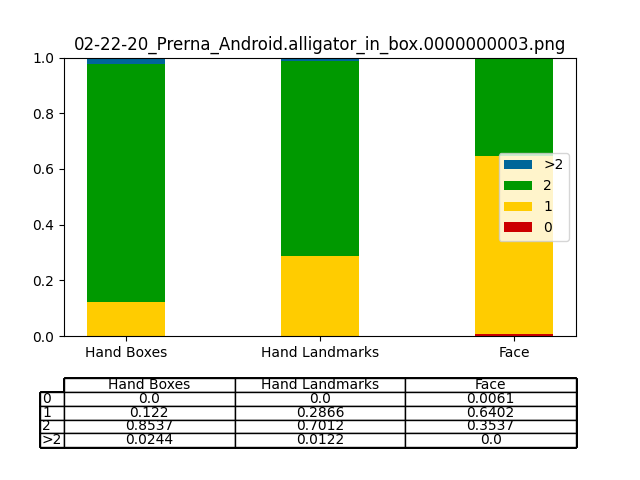 02-22-20_Prerna_Android.alligator_in_box.0000000003.png
1.0
0.8
0.6
0.4
0.2
0.0
>2
2
1
0
Hand Boxes Hand Landmarks Face
Hand Boxes Hand Landmarks Face
0 0.0 0.0 0.0061
1 0.122 0.2866 0.6402
2 0.8537 0.7012 0.3537
>2 0.0244 0.0122 0.0